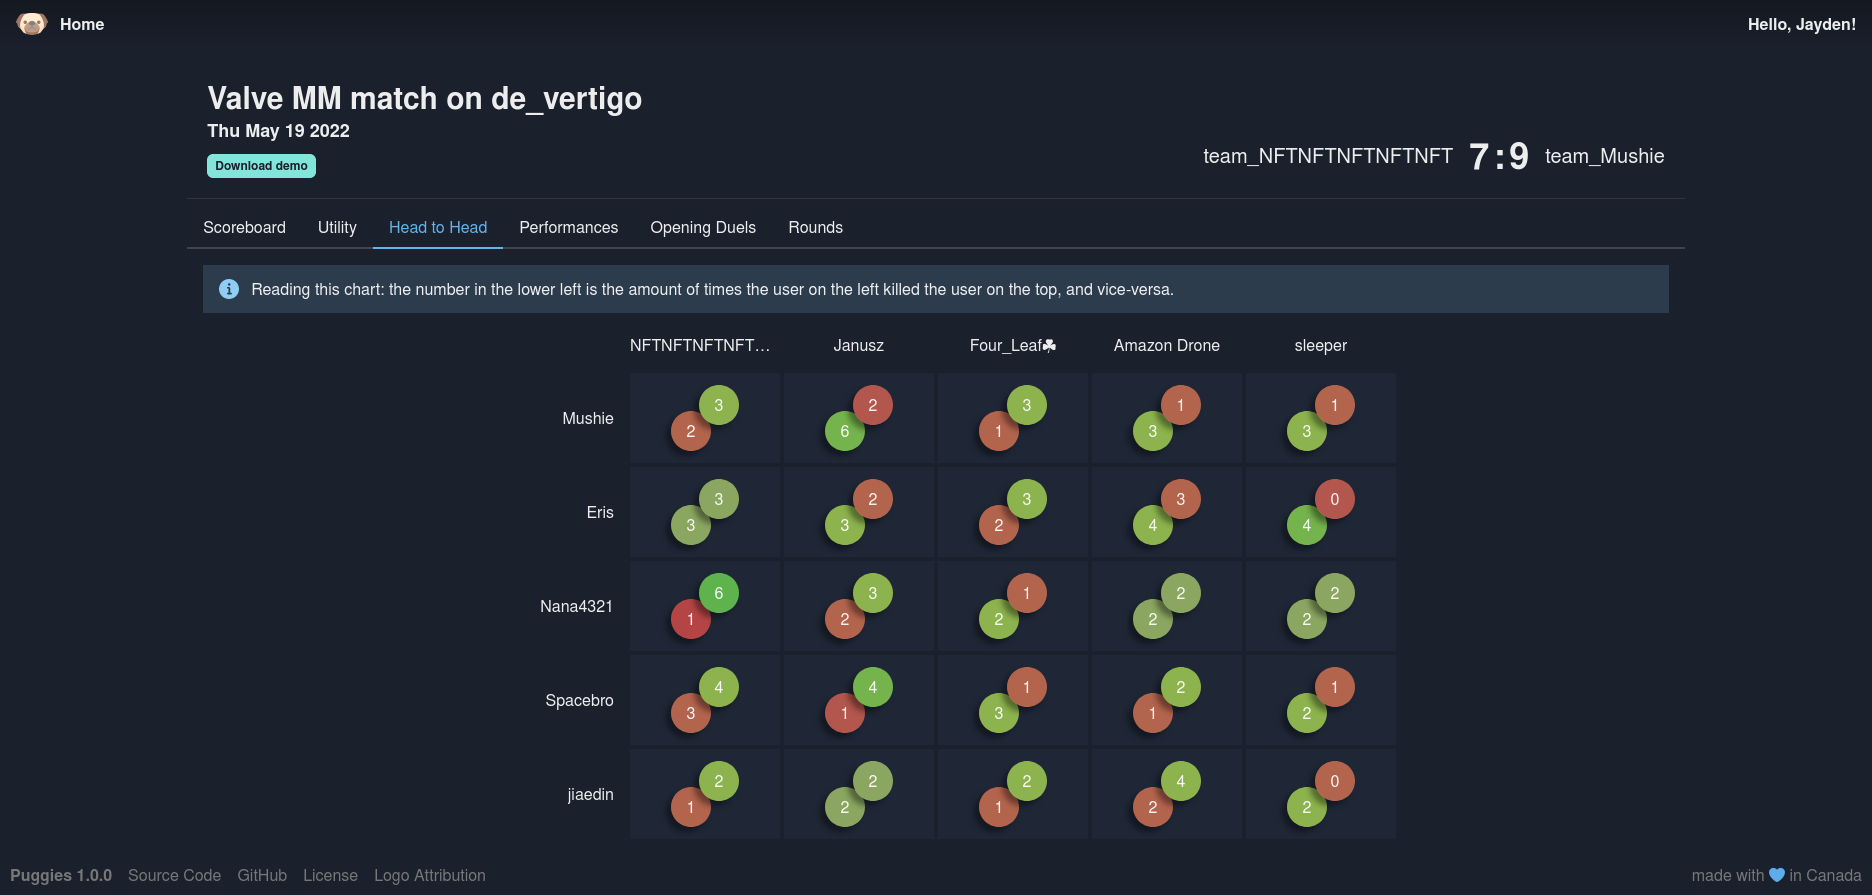 Home
Hello, Jayden!
Valve MM match on de_vertigo
Thu May 19 2022
Download demo
team_NFTNFTNFTNFTNFT 7:9 team_Mushie
Scoreboard Utility Head to Head Performances Opening Duels Rounds
Reading this chart: the number in the lower left is the amount of times the user on the left killed the user on the top, and vice-versa.
NFTNFTNFTNFT… Janusz Four_Leaf☘ Amazon Drone sleeper
3 2 3 1 1
Mushie
2 6 1 3 3
3 2 3 3 0
Eris
3 3 2 4 4
6 3 1 2 2
Nana4321
1 2 2 2 2
4 4 1 2 1
Spacebro
3 1 3 1 2
2 2 2 4 0
jiaedin
1 2 1 2 2
Puggies 1.0.0 Source Code GitHub License Logo Attribution
made with 💙 in Canada